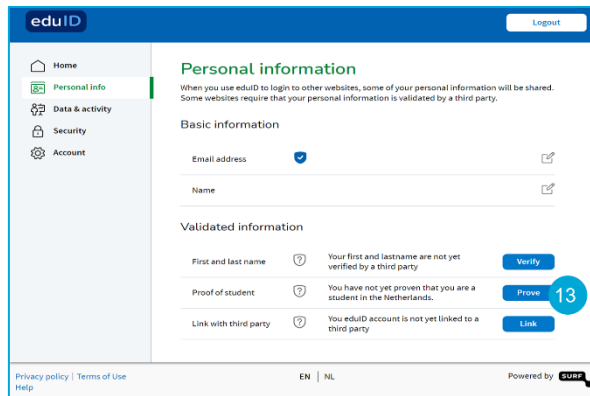 eduID
Logout
Home
Personal info
Data & activity
Security
Account
Personal information
When you use eduID to login to other websites, some of your personal information will be shared.
Some websites require that your personal information is validated by a third party.
Basic information
Email address
Name
Validated information
First and last name ? Your first and lastname are not yet
verified by a third party Verify
Proof of student ? You have not yet proven that you are a
student in the Netherlands. Prove 13
Link with third party ? You eduID account is not yet linked to a
third party Link
Privacy policy | Terms of Use
Help
EN | NL
Powered by SURF